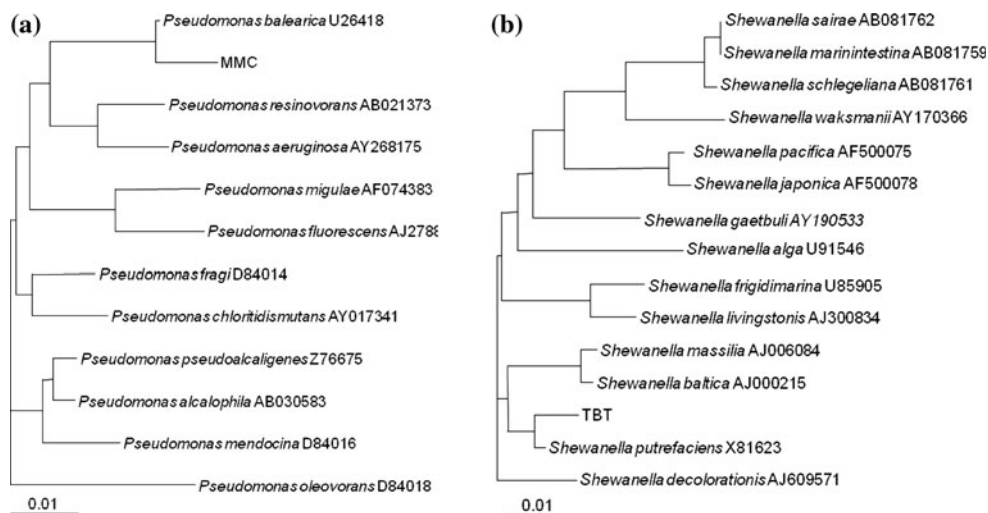 (a)
Pseudomonas balearica U26418
MMC
Pseudomonas resinovorans AB021373
Pseudomonas aeruginosa AY268175
Pseudomonas migulae AF074383
Pseudomonas fluorescens AJ2788
Pseudomonas fragi D84014
Pseudomonas chloritidismutans AY017341
Pseudomonas pseudoalcaligenes Z76675
Pseudomonas alcalophila AB030583
Pseudomonas mendocina D84016
Pseudomonas oleovorans D84018
0.01
(b)
Shewanella sairae AB081762
Shewanella marinintestina AB081759
Shewanella schlegeliana AB081761
Shewanella waksmanii AY170366
Shewanella pacifica AF500075
Shewanella japonica AF500078
Shewanella gaetbuli AY190533
Shewanella alga U91546
Shewanella frigidimarina U85905
Shewanella livingstonis AJ300834
Shewanella massilia AJ006084
Shewanella baltica AJ000215
TBT
Shewanella putrefaciens X81623
Shewanella decolorationis AJ609571
0.01